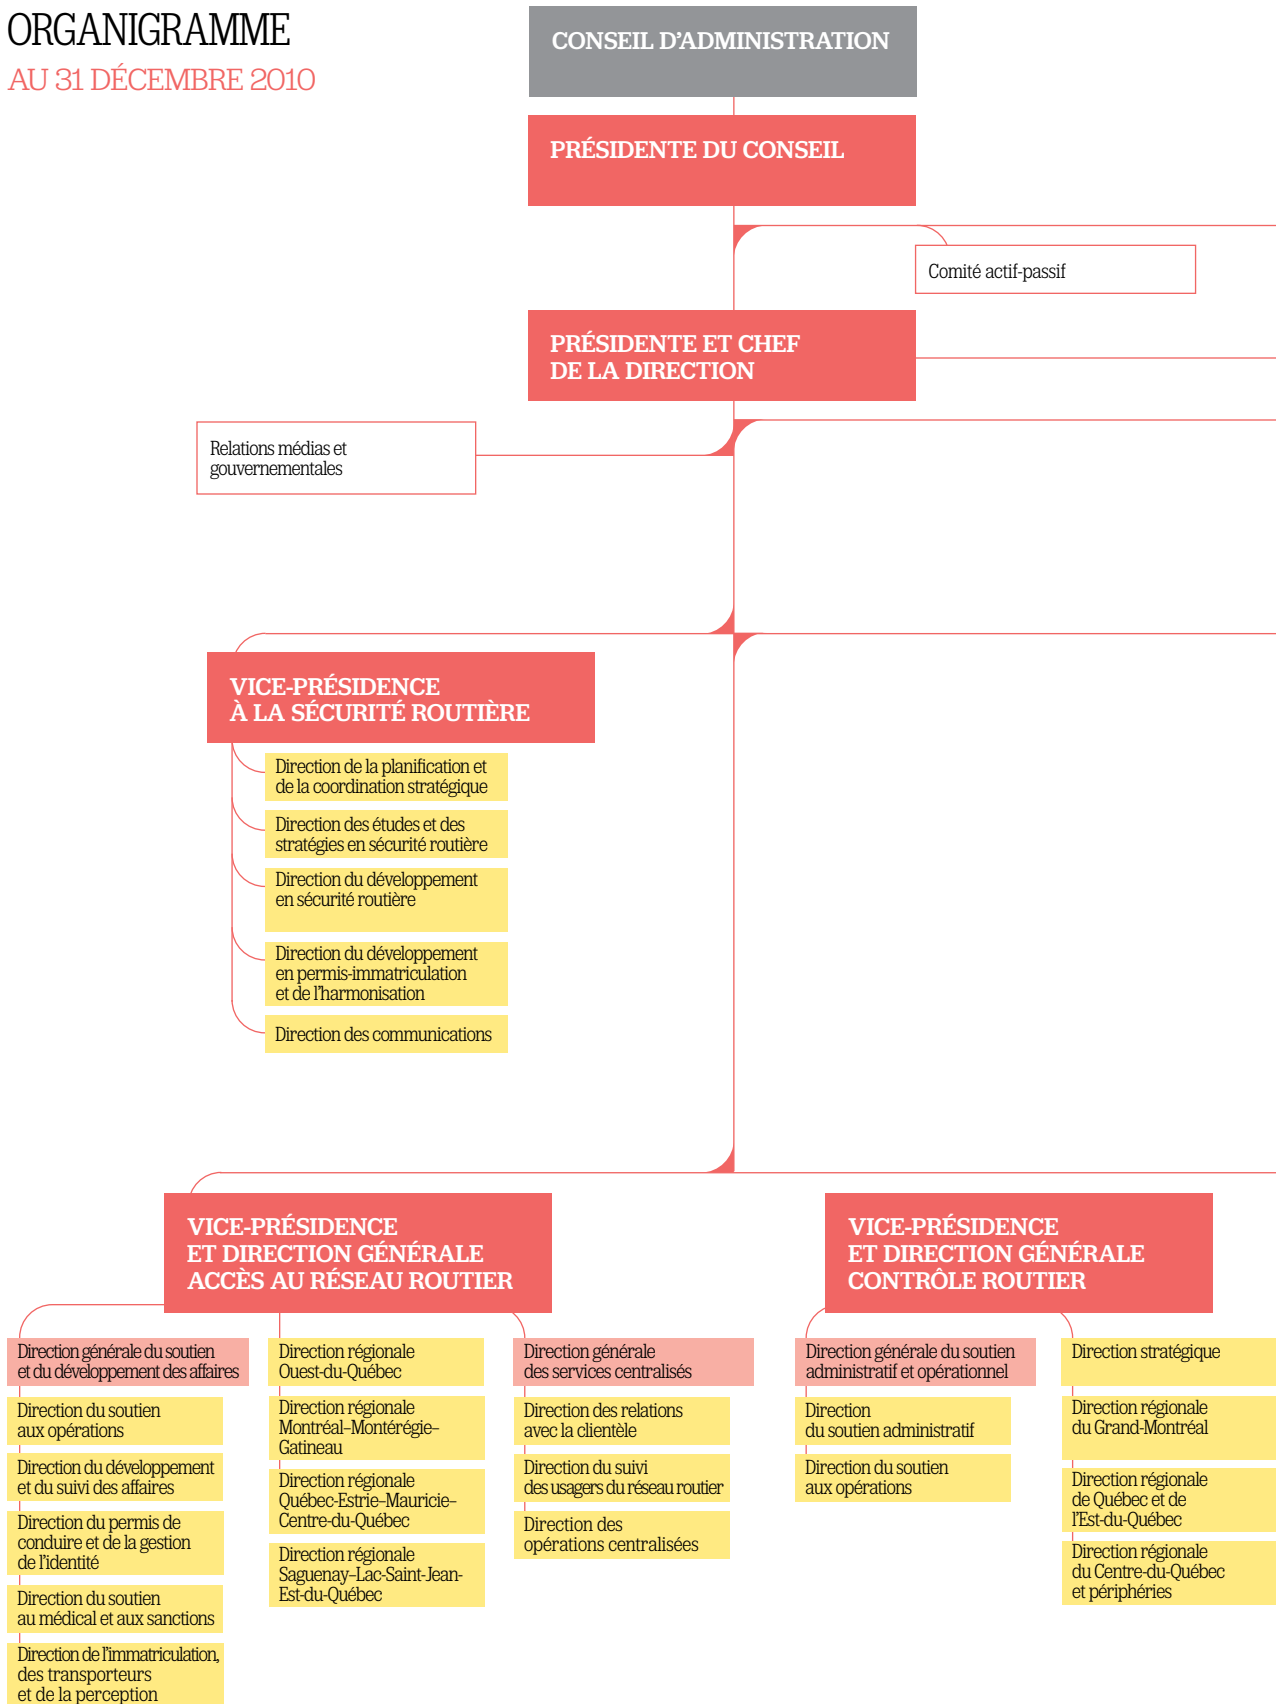 ORGANIGRAMME
AU 31 DÉCEMBRE 2010
CONSEIL D'ADMINISTRATION
PRÉSIDENTE DU CONSEIL
Comité actif-passif
PRÉSIDENTE ET CHEF
DE LA DIRECTION
Relations médias et
gouvernementales
VICE-PRÉSIDENCE
À LA SÉCURITÉ ROUTIÈRE
Direction de la planification et
de la coordination stratégique
Direction des études et des
stratégies en sécurité routière
Direction du développement
en sécurité routière
Direction du développement
en permis-immatriculation
et de l'harmonisation
Direction des communications
VICE-PRÉSIDENCE
ET DIRECTION GÉNÉRALE
ACCÈS AU RÉSEAU ROUTIER
Direction générale du soutien
et du développement des affaires
Direction du soutien
aux opérations
Direction du développement
et du suivi des affaires
Direction du permis de
conduire et de la gestion
de l'identité
Direction du soutien
au médical et aux sanctions
Direction de l'immatriculation,
des transporteurs
et de la perception
Direction régionale
Ouest-du-Québec
Direction régionale
Montréal–Montérégie–
Gatineau
Direction régionale
Québec-Estrie–Mauricie–
Centre-du-Québec
Direction régionale
Saguenay–Lac-Saint-Jean-
Est-du-Québec
Direction générale
des services centralisés
Direction des relations
avec la clientèle
Direction du suivi
des usagers du réseau routier
Direction des
opérations centralisées
VICE-PRÉSIDENCE
ET DIRECTION GÉNÉRALE
CONTRÔLE ROUTIER
Direction générale du soutien
administratif et opérationnel
Direction
du soutien administratif
Direction du soutien
aux opérations
Direction stratégique
Direction régionale
du Grand-Montréal
Direction régionale
de Québec et de
l'Est-du-Québec
Direction régionale
du Centre-du-Québec
et périphéries